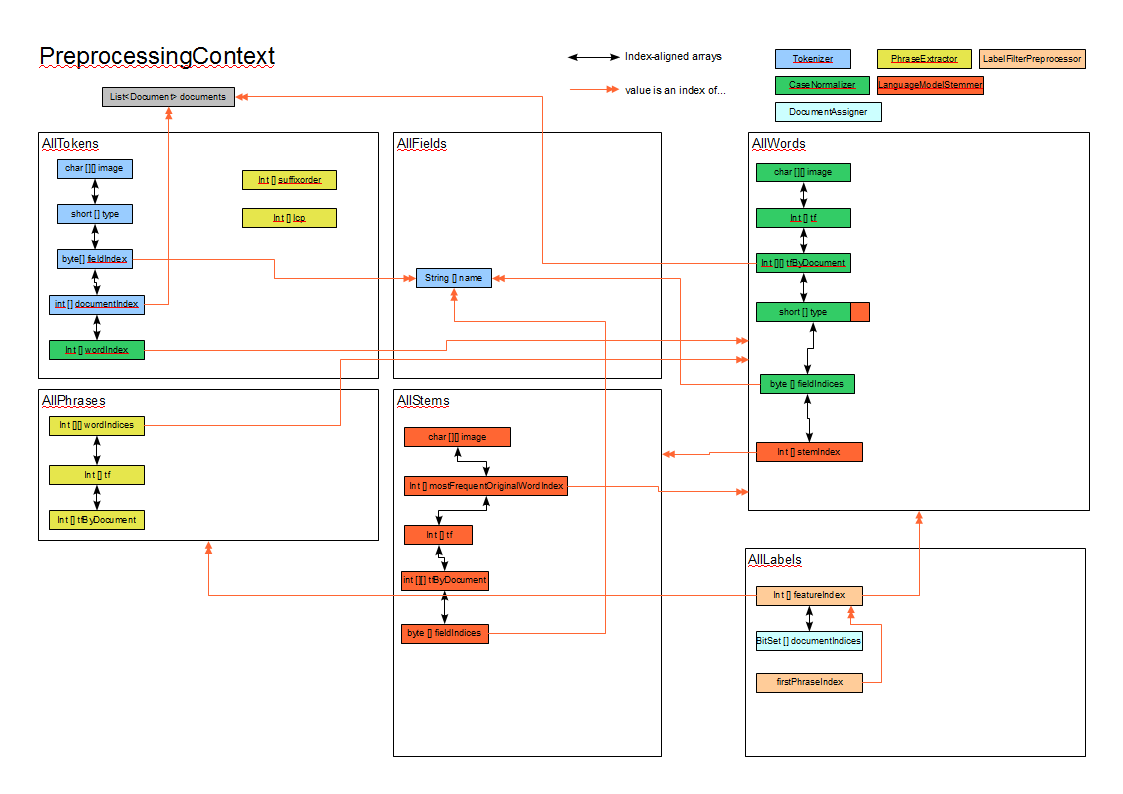 PreprocessingContext
Index-aligned arrays
value is an index of...
Tokenizer
PhraseExtractor
LabelFilterPreprocessor
CaseNormalizer
LanguageModelStemmer
DocumentAssigner
List<Document> documents
AllTokens
char [][] image
short [] type
byte[] fieldIndex
int [] documentIndex
Int [] wordIndex
Int [] suffixorder
Int [] lcp
AllFields
String [] name
AllWords
char [][] image
Int [] tf
Int [][] tfByDocument
short [] type
byte [] fieldIndices
Int [] stemIndex
AllPhrases
Int [][] wordIndices
Int [] tf
Int [] tfByDocument
AllStems
char [][] image
Int [] mostFrequentOriginalWordIndex
Int [] tf
int [][] tfByDocument
byte [] fieldIndices
AllLabels
Int [] featureIndex
BitSet [] documentIndices
firstPhraseIndex